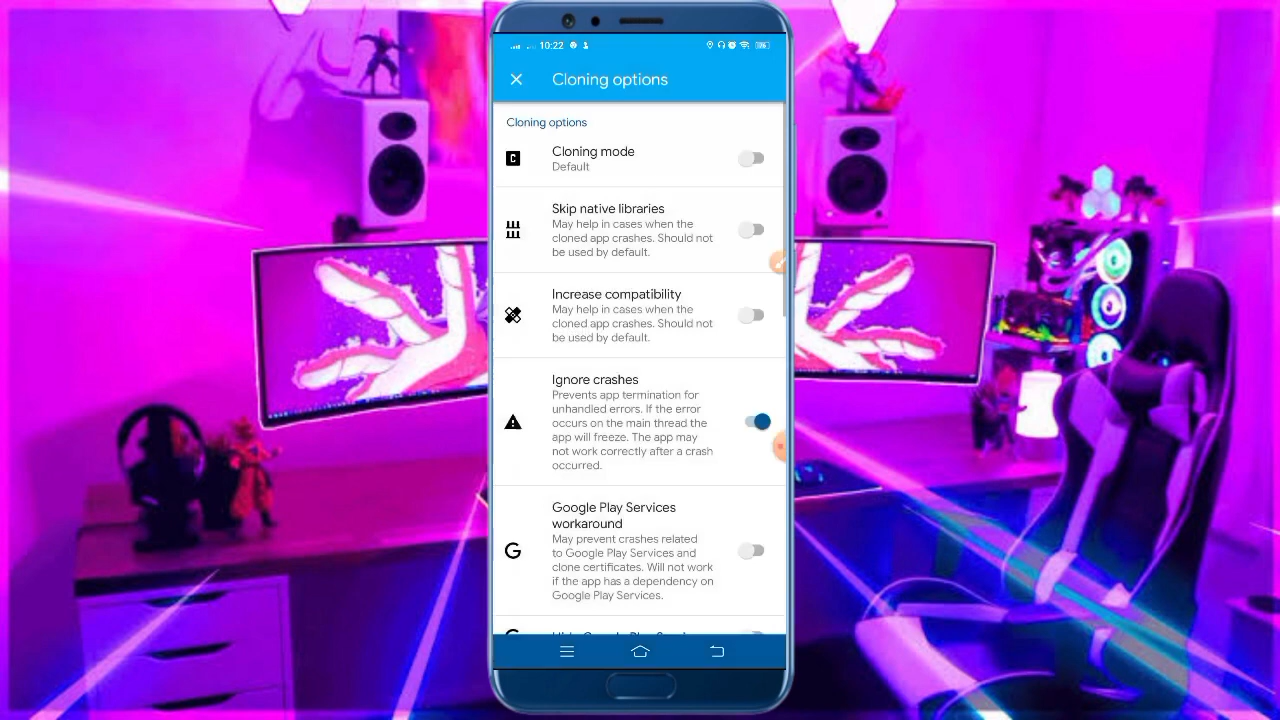 10:22
Cloning options
Cloning options
Cloning mode
Default
Skip native libraries
May help in cases when the
cloned app crashes. Should not
be used by default.
Increase compatibility
May help in cases when the
cloned app crashes. Should not
be used by default.
Ignore crashes
Prevents app termination for
unhandled errors. If the error
occurs on the main thread the
app will freeze. The app may
not work correctly after a crash
occurred.
Google Play Services
workaround
May prevent crashes related
to Google Play Services and
clone certificates. Will not work
if the app has a dependency on
Google Play Services.